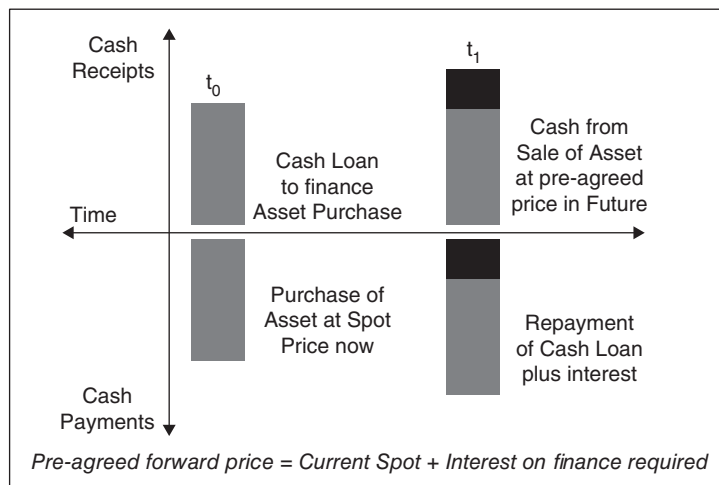 Cash
Receipts
t0
t1
Cash Loan
to finance
Asset Purchase
Cash from
Sale of Asset
at pre-agreed
price in Future
Time
Purchase of
Asset at Spot
Price now
Repayment
of Cash Loan
plus interest
Cash
Payments
Pre-agreed forward price = Current Spot + Interest on finance required